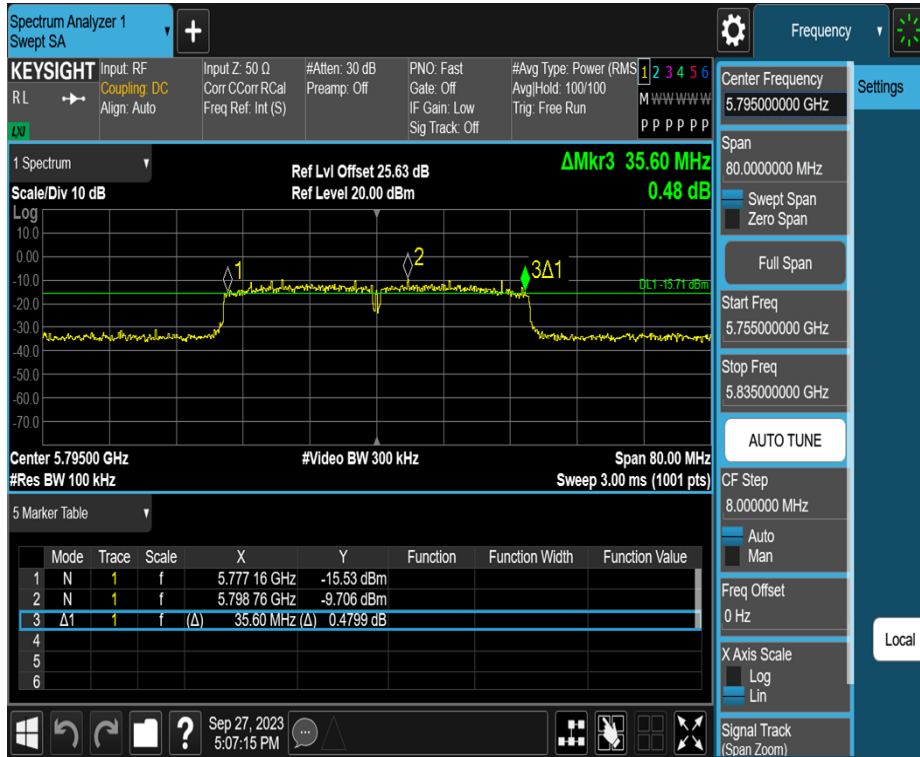 Spectrum Analyzer 1
Swept SA
+
Frequency
KEYSIGHT
R L
LXI
Input: RF
Coupling: DC
Align: Auto
Input Z: 50 Ω
Corr CCorr RCal
Freq Ref: Int (S)
#Atten: 30 dB
Preamp: Off
PNO: Fast
Gate: Off
IF Gain: Low
Sig Track: Off
#Avg Type: Power (RMS
Avg|Hold: 100/100
Trig: Free Run
1 2 3 4 5 6
M W W W W W
P P P P P P
1 Spectrum
Scale/Div 10 dB
Ref Lvl Offset 25.63 dB
Ref Level 20.00 dBm
ΔMkr3 35.60 MHz
0.48 dB
Log
10.0
0.00
-10.0
-20.0
-30.0
-40.0
-50.0
-60.0
-70.0
1
2
3Δ1
DL1 -15.71 dBm
Center 5.79500 GHz
#Video BW 300 kHz
Span 80.00 MHz
#Res BW 100 kHz
Sweep 3.00 ms (1001 pts)
5 Marker Table
Mode Trace Scale X Y Function Function Width Function Value
1 N 1 f 5.777 16 GHz -15.53 dBm
2 N 1 f 5.798 76 GHz -9.706 dBm
3 Δ1 1 f (Δ) 35.60 MHz (Δ) 0.4799 dB
4
5
6
?
Sep 27, 2023
5:07:15 PM
Center Frequency
5.795000000 GHz
Span
80.0000000 MHz
Swept Span
Zero Span
Full Span
Start Freq
5.755000000 GHz
Stop Freq
5.835000000 GHz
AUTO TUNE
CF Step
8.000000 MHz
Auto
Man
Freq Offset
0 Hz
X Axis Scale
Log
Lin
Signal Track
(Span Zoom)
Settings
Local